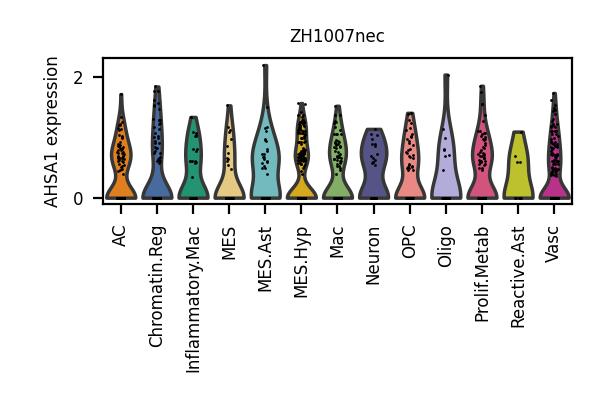 ZH1007nec
AHSA1 expression
2
0
AC
Chromatin.Reg
Inflammatory.Mac
MES
MES.Ast
MES.Hyp
Mac
Neuron
OPC
Oligo
Prolif.Metab
Reactive.Ast
Vasc